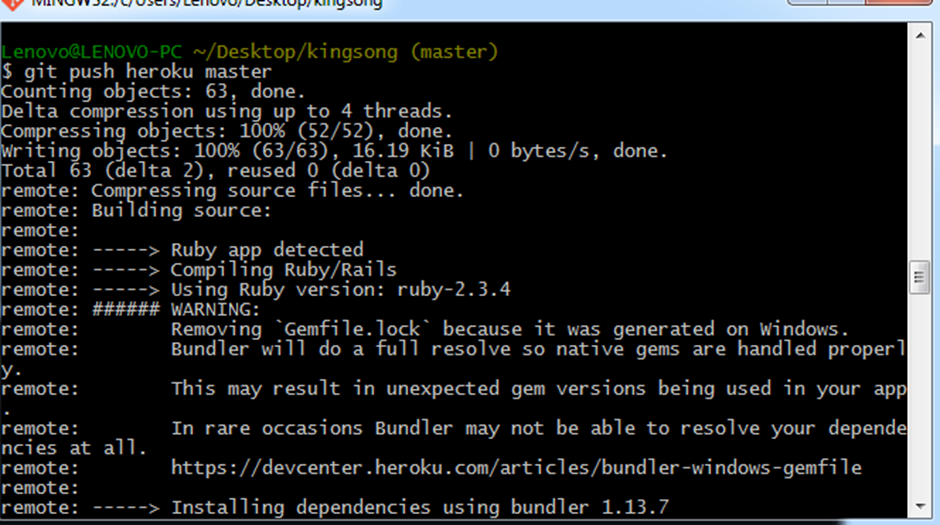 MINGW32:/c/Users/Lenovo/Desktop/kingsong
Lenovo@LENOVO-PC ~/Desktop/kingsong (master)
$ git push heroku master
Counting objects: 63, done.
Delta compression using up to 4 threads.
Compressing objects: 100% (52/52), done.
Writing objects: 100% (63/63), 16.19 KiB | 0 bytes/s, done.
Total 63 (delta 2), reused 0 (delta 0)
remote: Compressing source files... done.
remote: Building source:
remote:
remote: -----> Ruby app detected
remote: -----> Compiling Ruby/Rails
remote: -----> Using Ruby version: ruby-2.3.4
remote: ###### WARNING:
remote:        Removing `Gemfile.lock` because it was generated on Windows.
remote:        Bundler will do a full resolve so native gems are handled properl
y.
remote:        This may result in unexpected gem versions being used in your app
.
remote:        In rare occasions Bundler may not be able to resolve your depende
ncies at all.
remote:        https://devcenter.heroku.com/articles/bundler-windows-gemfile
remote:
remote: -----> Installing dependencies using bundler 1.13.7